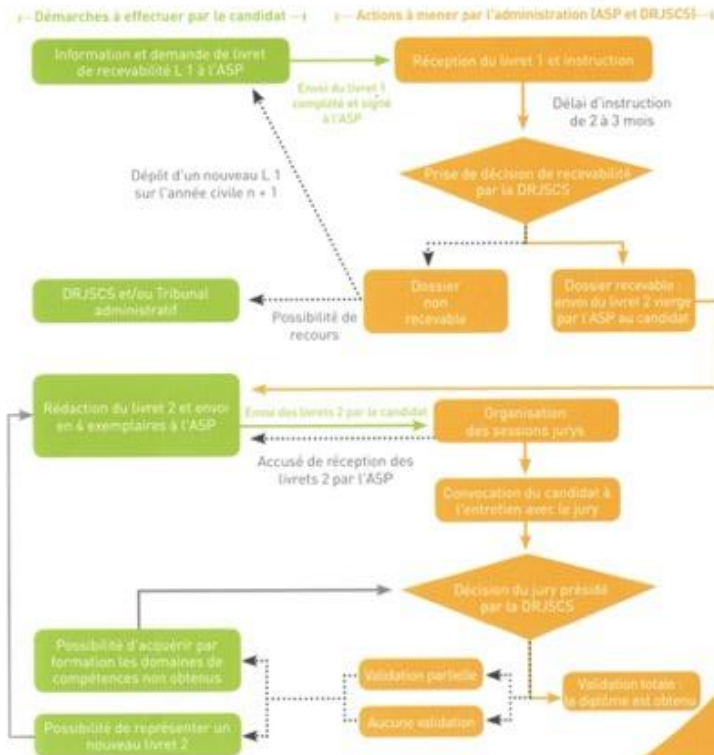 Démarches à effectuer par le candidat
Actions à mener par l'administration (ASP et DRJSCS)
Information et demande de livret
de recevabilité L 1 à l'ASP
Envoi du livret 1
complété et signé
à l'ASP
Réception du livret 1 et instruction
Délai d'instruction
de 2 à 3 mois
Prise de décision de recevabilité
par la DRJSCS
Dépôt d'un nouveau L 1
sur l'année civile n + 1
DRJSCS et/ou Tribunal
administratif
Possibilité de
recours
Dossier
non
recevable
Dossier recevable :
envoi du livret 2 vierge
par l'ASP au candidat
Rédaction du livret 2 et envoi
en 4 exemplaires à l'ASP
Envoi des livrets 2 par le candidat
Accusé de réception des
livrets 2 par l'ASP
Organisation
des sessions jurys
Convocation du candidat à
l'entretien avec le jury
Décision du jury présidé
par la DRJSCS
Possibilité d'acquérir par
formation les domaines de
compétences non obtenus
Possibilité de représenter un
nouveau livret 2
Validation partielle
Aucune validation
Validation totale :
le diplôme est obtenu